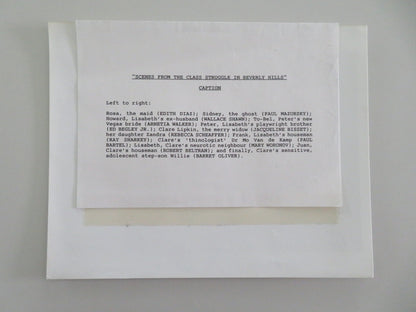 "SCENES FROM THE CLASS STRUGGLE IN BEVERLY HILLS"
CAPTION
Left to right:
Rosa, the maid (EDITH DIAZ); Sidney, the ghost (PAUL MAZURSKY);
Howard, Lisabeth's ex-husband (WALLACE SHAWN); To-Bel, Peter's new
Vegas bride (ARNETIA WALKER); Peter, Lisabeth's playwright brother
(ED BEGLEY JR.); Clare Lipkin, the merry widow (JACQUELINE BISSET);
her daughter Zandra (REBECCA SCHEAFFER); Frank, Lisabeth's houseman
(RAY SHARKEY); Clare's 'thinologist' Dr Mo Van de Kamp (PAUL
BARTEL); Lisabeth, Clare's neurotic neighbour (MARY WORONOV); Juan,
Clare's houseman (ROBERT BELTRAN); and finally, Clare's sensitive,
adolescent step-son Willie (BARRET OLIVER).